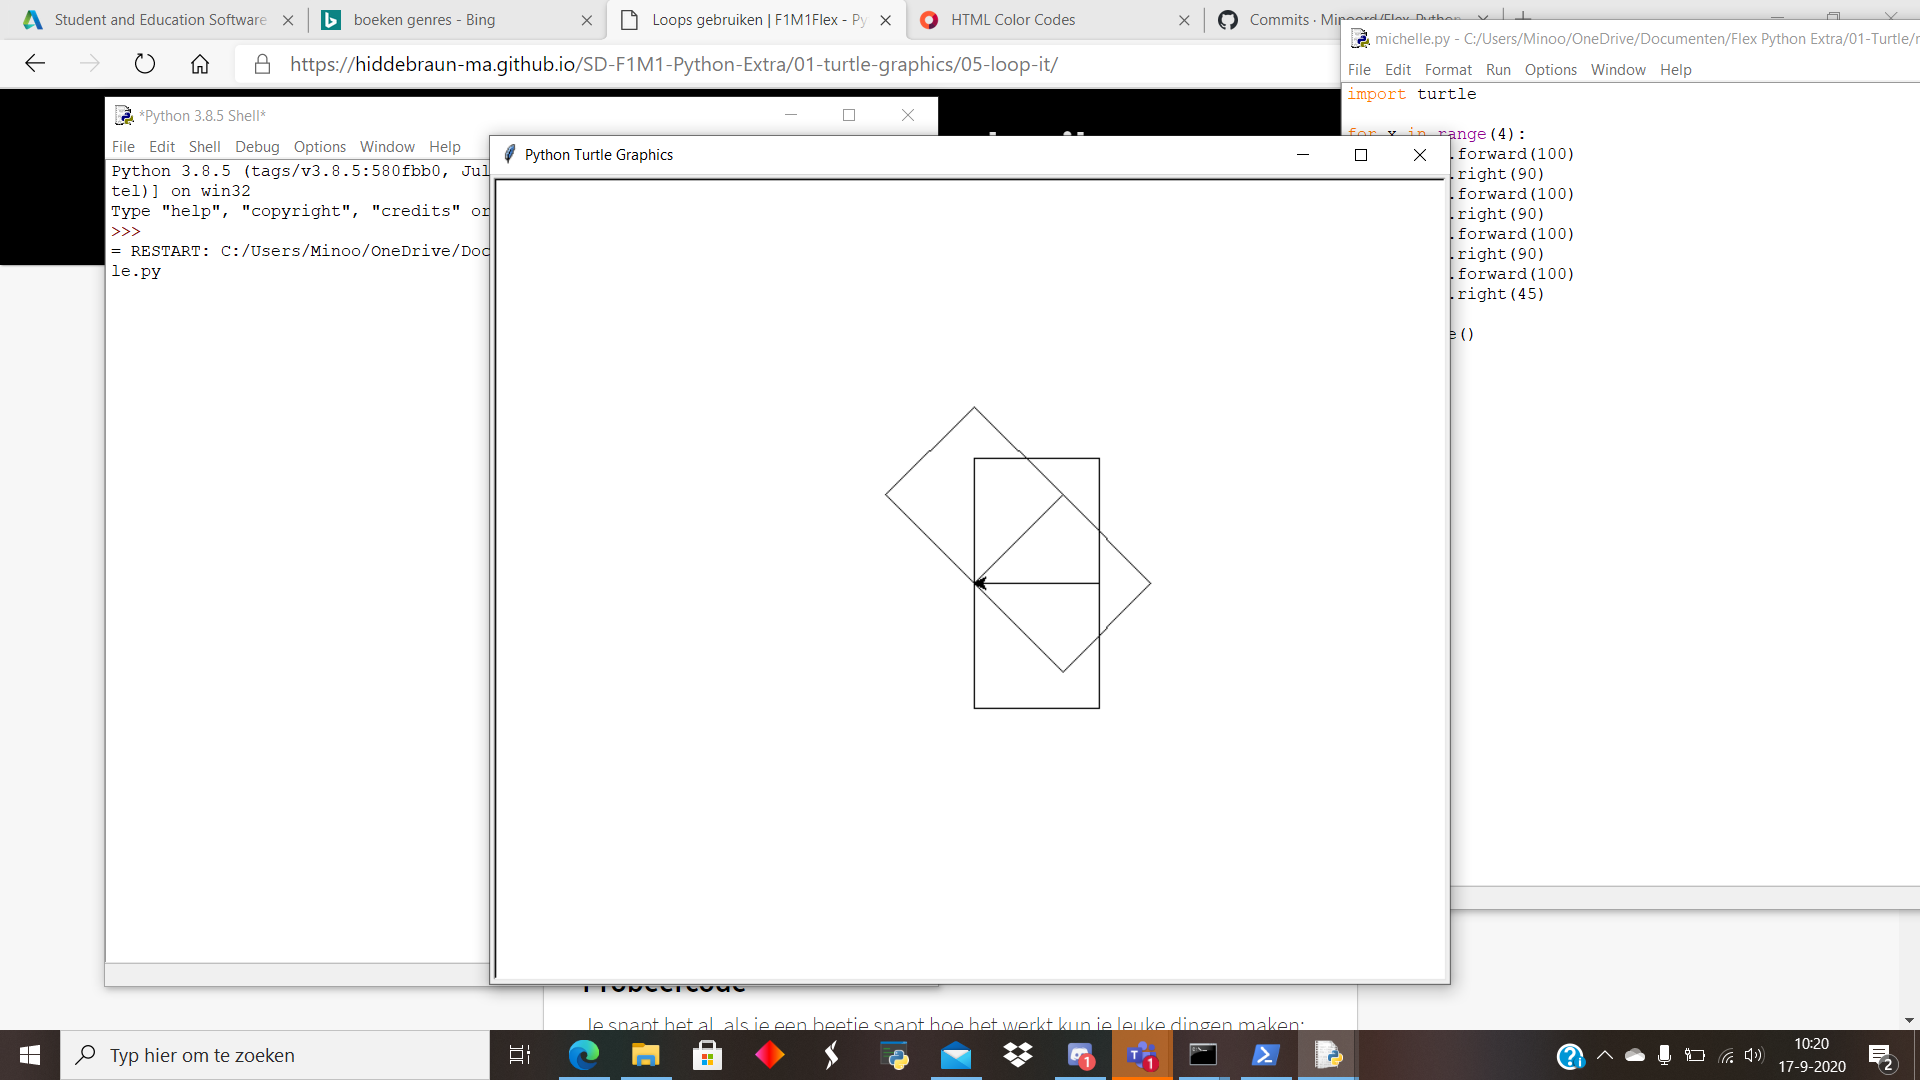 Student and Education Software
boeken genres - Bing
Loops gebruiken | F1M1Flex - Py
HTML Color Codes
Commits · Minoord/Flex-Python
https://hiddebraun-ma.github.io/SD-F1M1-Python-Extra/01-turtle-graphics/05-loop-it/
michelle.py - C:/Users/Minoo/OneDrive/Documenten/Flex Python Extra/01-Turtle/
File Edit Format Run Options Window Help
import turtle
for x in range(4):
.forward(100)
.right(90)
.forward(100)
.right(90)
.forward(100)
.right(90)
.forward(100)
.right(45)
e()
*Python 3.8.5 Shell*
File Edit Shell Debug Options Window Help
Python 3.8.5 (tags/v3.8.5:580fbb0, Jul
tel)] on win32
Type "help", "copyright", "credits" or
>>>
= RESTART: C:/Users/Minoo/OneDrive/Doc
le.py
Python Turtle Graphics
Probeercode
Je snapt het al, als je een beetje snapt hoe het werkt kun je leuke dingen maken:
Typ hier om te zoeken
1
1
10:20
17-9-2020
2